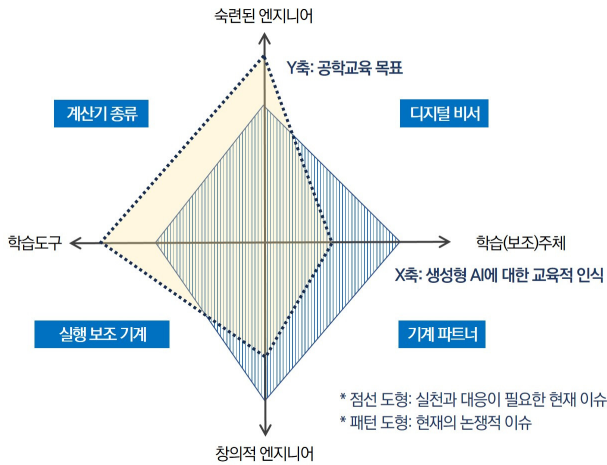 숙련된 엔지니어
Y축: 공학교육 목표
계산기 종류
디지털 비서
학습도구
학습(보조)주체
X축: 생성형 AI에 대한 교육적 인식
실행 보조 기계
기계 파트너
* 점선 도형: 실천과 대응이 필요한 현재 이슈
* 패턴 도형: 현재의 논쟁적 이슈
창의적 엔지니어